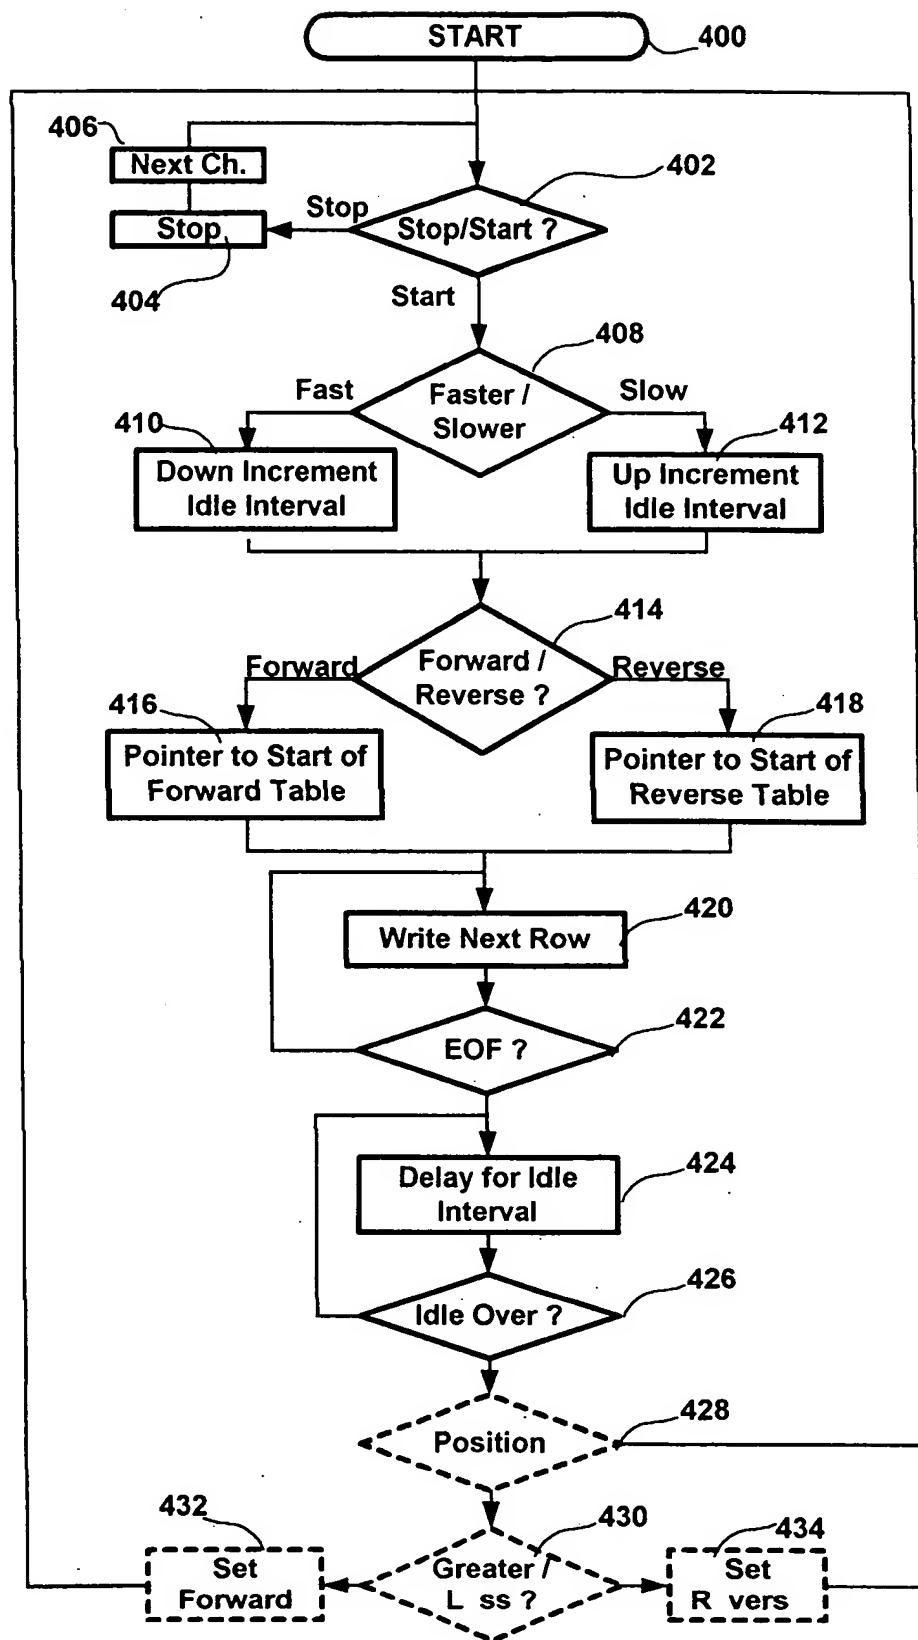 START
400
406
Next Ch.
402
Stop
Stop/Start ?
Stop
404
Start
408
Fast
Faster /
Slower
Slow
410
412
Down Increment
Idle Interval
Up Increment
Idle Interval
414
Forward
Forward /
Reverse ?
Reverse
416
418
Pointer to Start of
Forward Table
Pointer to Start of
Reverse Table
420
Write Next Row
422
EOF ?
424
Delay for Idle
Interval
426
Idle Over ?
428
Position
432
430
434
Set
Forward
Greater /
L ss ?
Set
R vers